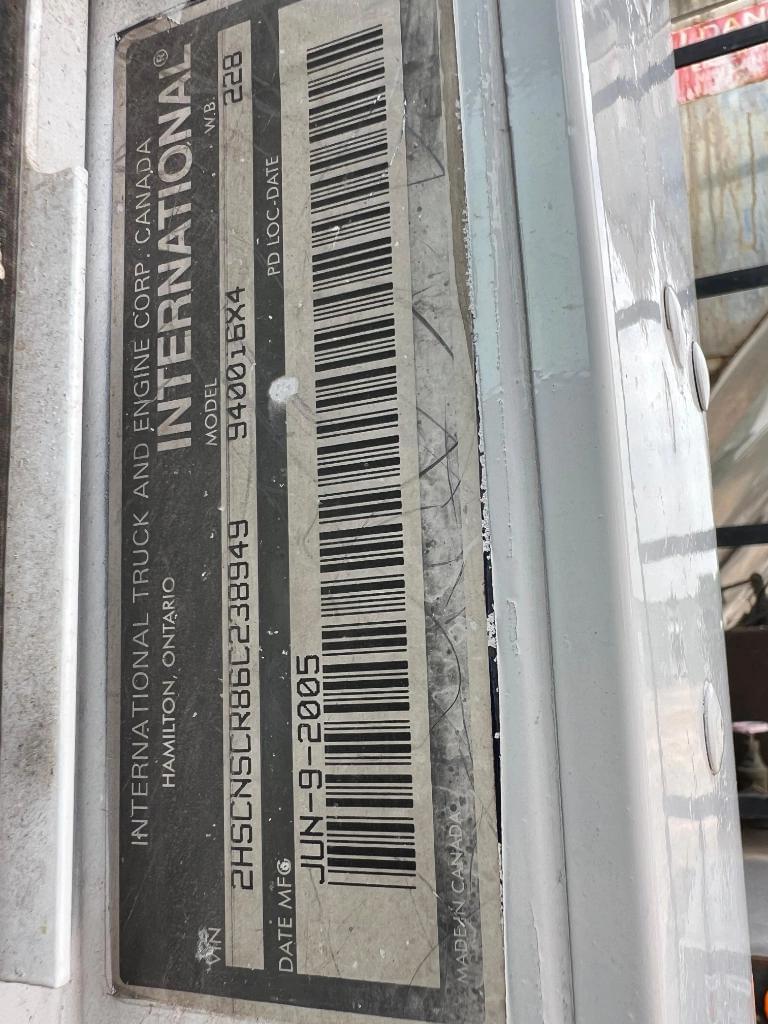 INTERNATIONAL TRUCK AND ENGINE CORP. CANADA
HAMILTON, ONTARIO
INTERNATIONAL®
VIN MODEL W.B.
2HSCNSCR86C238949 9400i6X4 228
DATE MFG PD LOC-DATE
JUN-9-2005
MADE IN CANADA